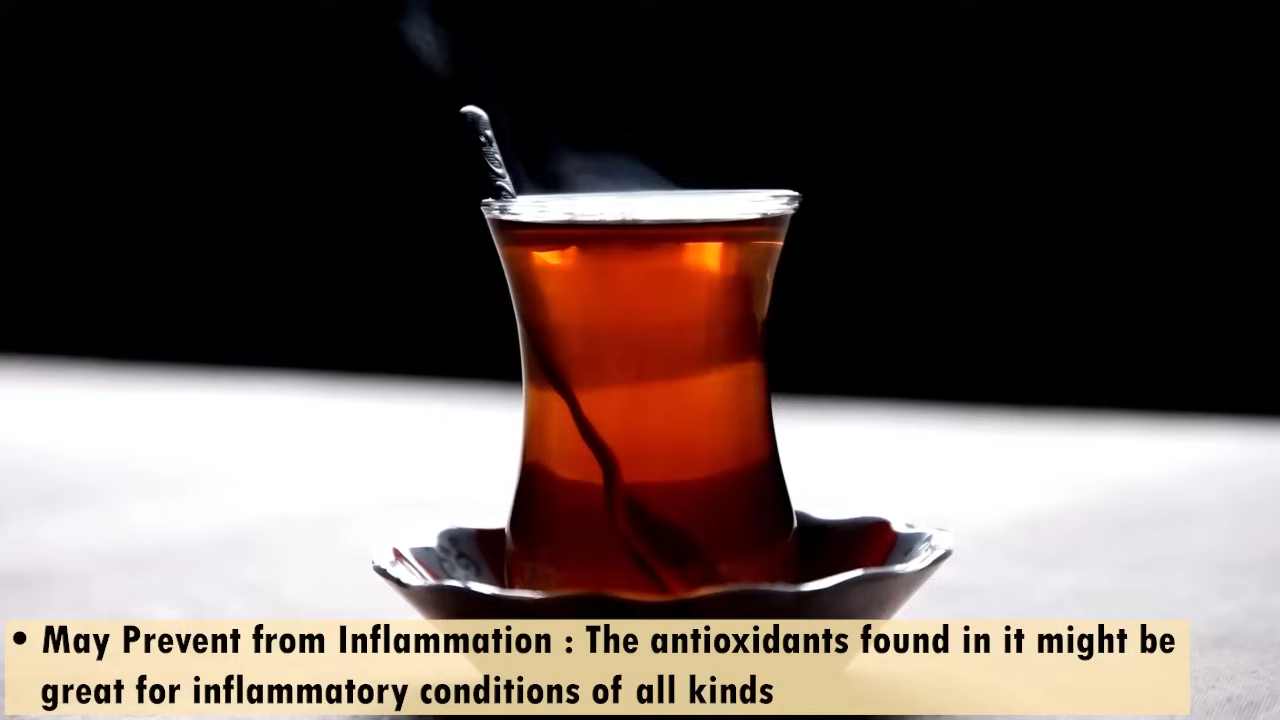 • May Prevent from Inflammation : The antioxidants found in it might be
great for inflammatory conditions of all kinds